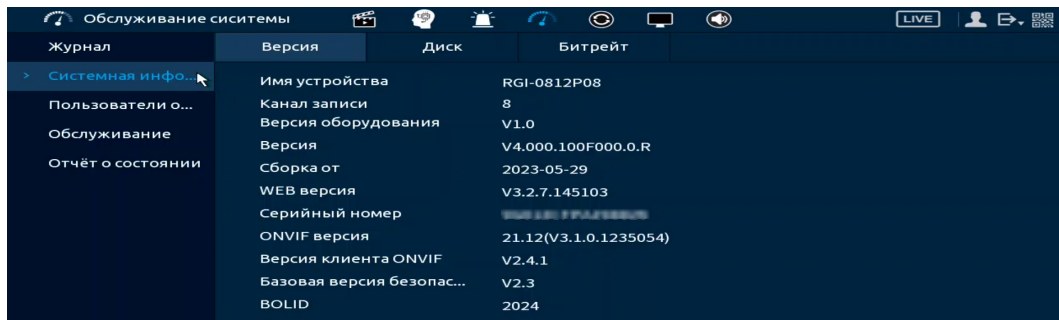 Обслуживание сиситемы LIVE
Журнал Версия Диск Битрейт
> Системная инфо... Имя устройства RGI-0812P08
Пользователи о... Канал записи 8
Версия оборудования V1.0
Обслуживание Версия V4.000.100F000.0.R
Отчёт о состоянии Сборка от 2023-05-29
WEB версия V3.2.7.145103
Серийный номер
ONVIF версия 21.12(V3.1.0.1235054)
Версия клиента ONVIF V2.4.1
Базовая версия безопас... V2.3
BOLID 2024